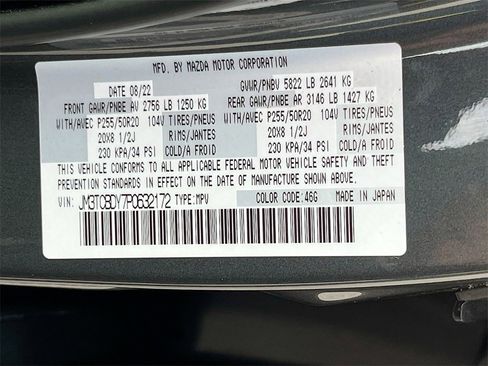 MFD. BY MAZDA MOTOR CORPORATION
DATE 08/22 GVWR/PNBV 5822 LB 2641 KG
FRONT GAWR/PNBE AV 2756 LB 1250 KG REAR GAWR/PNBE AR 3146 LB 1427 KG
WITH/AVEC P255/50R20 104V TIRES/PNEUS WITH/AVEC P255/50R20 104V TIRES/PNEUS
20X8 1/2J RIMS/JANTES 20X8 1/2J RIMS/JANTES
230 KPA/34 PSI COLD/A FROID 230 KPA/34 PSI COLD/A FROID
THIS VEHICLE CONFORMS TO ALL APPLICABLE FEDERAL MOTOR VEHICLE SAFETY AND THEFT
PREVENTION STANDARDS IN EFFECT ON THE DATE OF MANUFACTURE SHOWN ABOVE.
VIN: JM3TCBDY7P0632172 TYPE:MPV COLOR CODE:46G MADE IN JAPAN